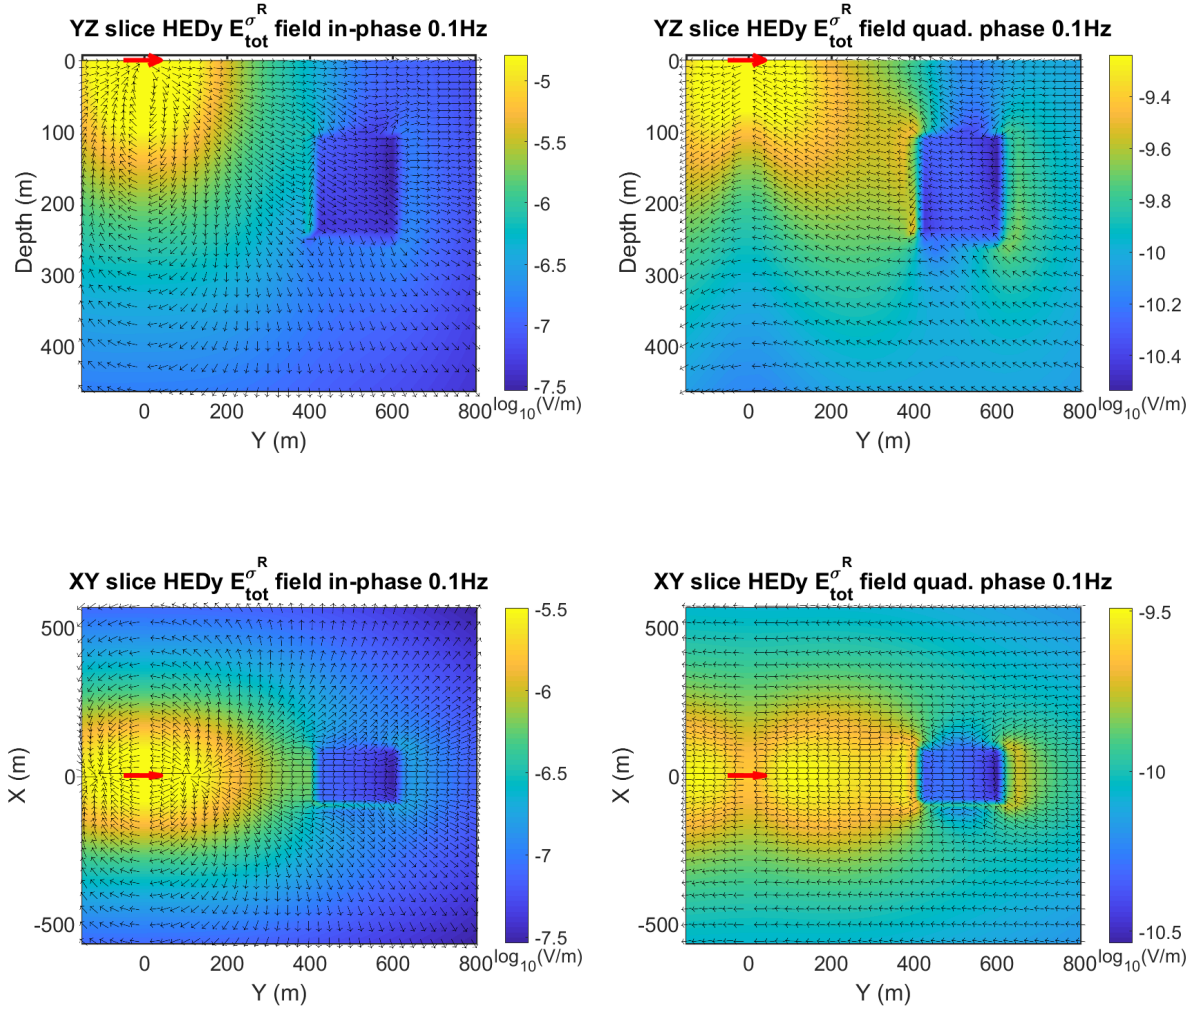 YZ slice HEDy E_tot^σ^R field in-phase 0.1Hz
0
100
200
300
400
Depth (m)
0 200 400 600 800
Y (m)
-5
-5.5
-6
-6.5
-7
-7.5
log10(V/m)
YZ slice HEDy E_tot^σ^R field quad. phase 0.1Hz
0
100
200
300
400
Depth (m)
0 200 400 600 800
Y (m)
-9.4
-9.6
-9.8
-10
-10.2
-10.4
log10(V/m)
XY slice HEDy E_tot^σ^R field in-phase 0.1Hz
500
0
-500
X (m)
0 200 400 600 800
Y (m)
-5.5
-6
-6.5
-7
-7.5
log10(V/m)
XY slice HEDy E_tot^σ^R field quad. phase 0.1Hz
500
0
-500
X (m)
0 200 400 600 800
Y (m)
-9.5
-10
-10.5
log10(V/m)